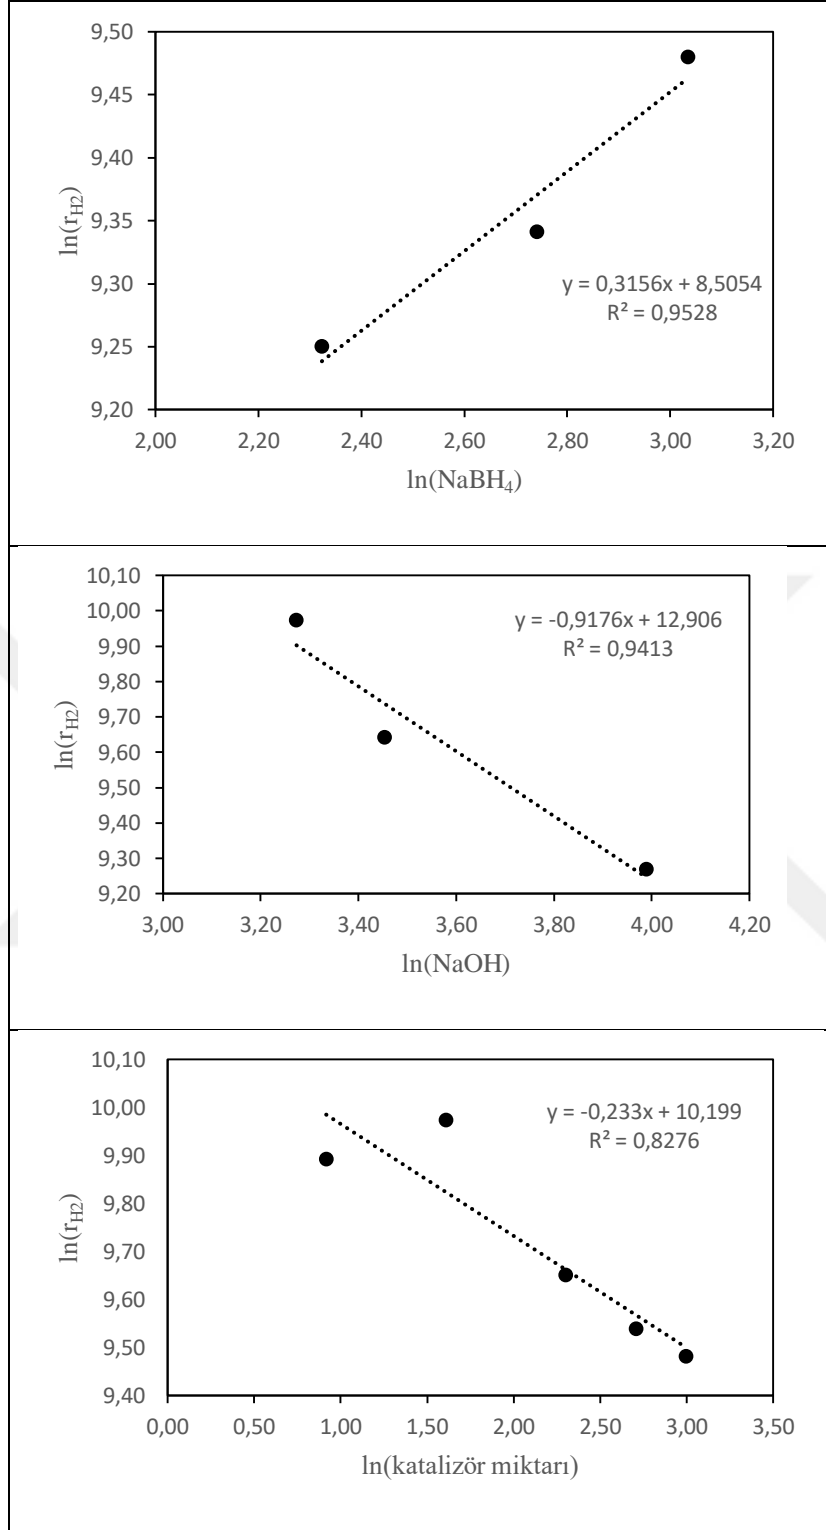 9,50
9,45
9,40
9,35
9,30
9,25
9,20
ln(r_H2)
y = 0,3156x + 8,5054
R² = 0,9528
2,00 2,20 2,40 2,60 2,80 3,00 3,20
ln(NaBH₄)
10,10
10,00
9,90
9,80
9,70
9,60
9,50
9,40
9,30
9,20
ln(r_H2)
y = -0,9176x + 12,906
R² = 0,9413
3,00 3,20 3,40 3,60 3,80 4,00 4,20
ln(NaOH)
10,10
10,00
9,90
9,80
9,70
9,60
9,50
9,40
ln(r_H2)
y = -0,233x + 10,199
R² = 0,8276
0,00 0,50 1,00 1,50 2,00 2,50 3,00 3,50
ln(katalizör miktarı)